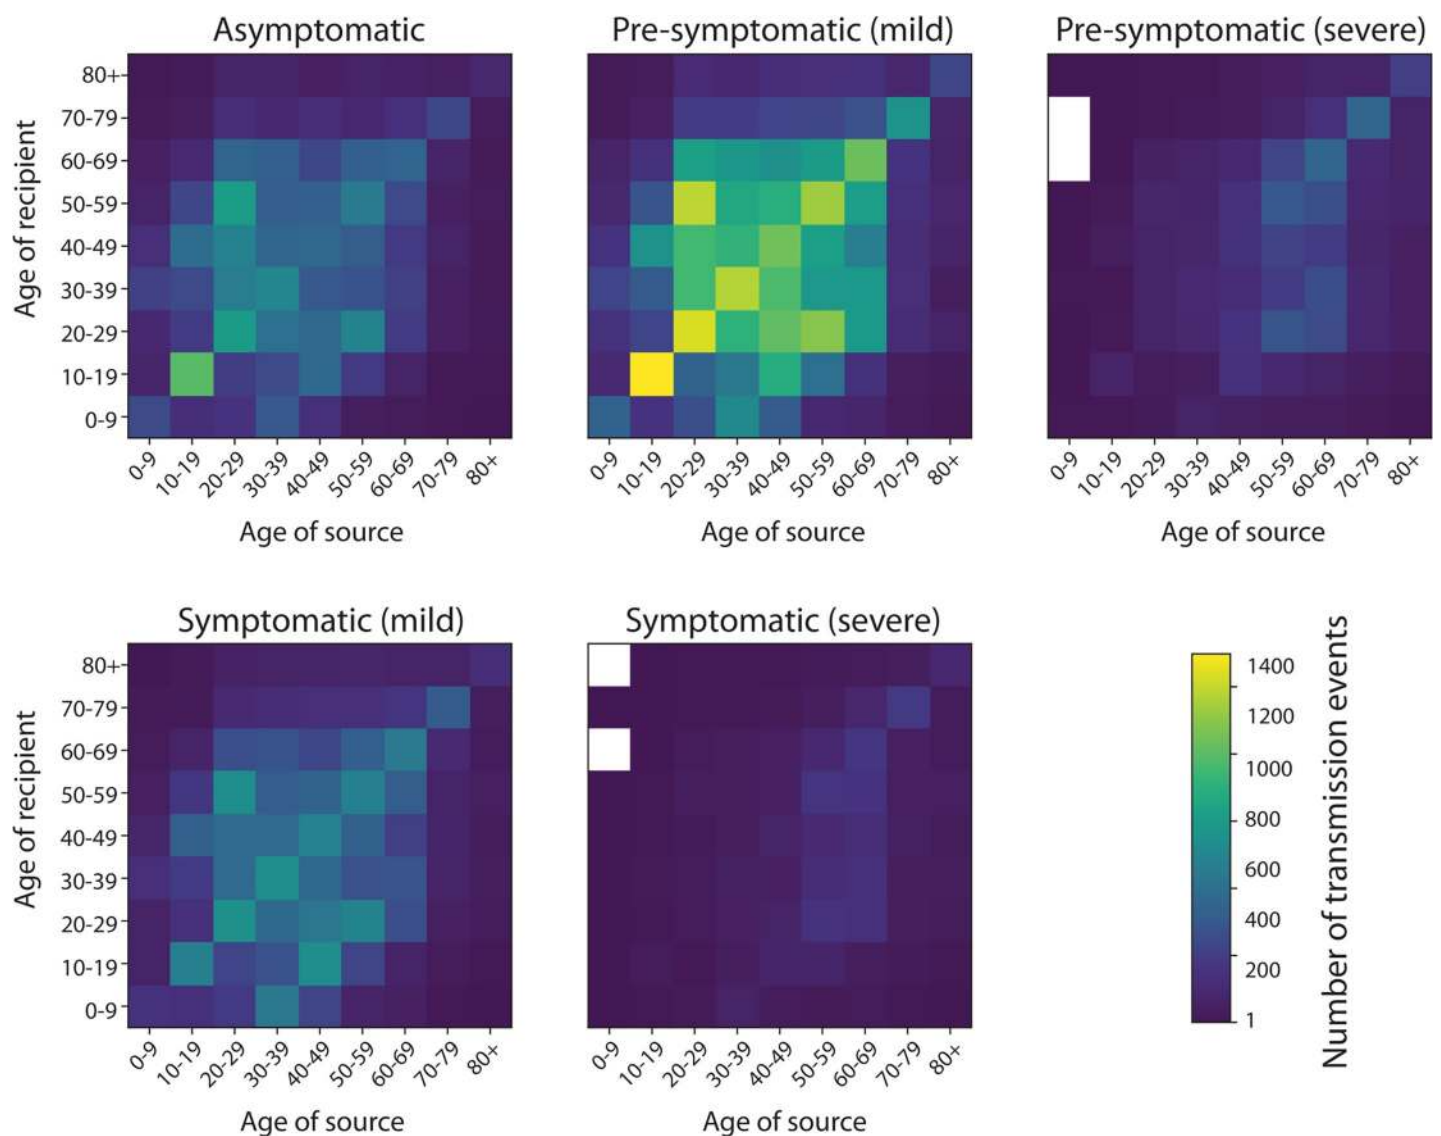 Asymptomatic
Pre-symptomatic (mild)
Pre-symptomatic (severe)
Age of recipient
80+
70-79
60-69
50-59
40-49
30-39
20-29
10-19
0-9
0-9 10-19 20-29 30-39 40-49 50-59 60-69 70-79 80+
0-9 10-19 20-29 30-39 40-49 50-59 60-69 70-79 80+
0-9 10-19 20-29 30-39 40-49 50-59 60-69 70-79 80+
Age of source
Age of source
Age of source
Symptomatic (mild)
Symptomatic (severe)
Age of recipient
80+
70-79
60-69
50-59
40-49
30-39
20-29
10-19
0-9
0-9 10-19 20-29 30-39 40-49 50-59 60-69 70-79 80+
0-9 10-19 20-29 30-39 40-49 50-59 60-69 70-79 80+
Age of source
Age of source
1400
1200
1000
800
600
400
200
1
Number of transmission events